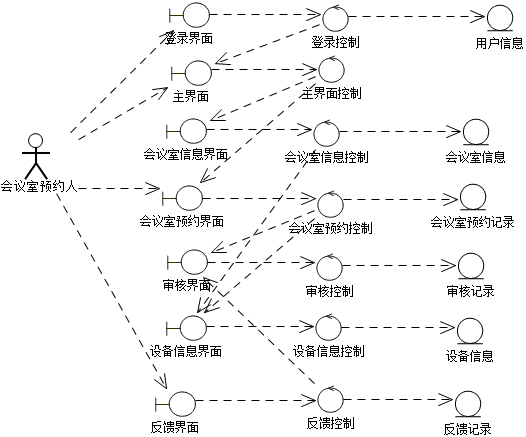 登录界面
登录控制
用户信息
主界面
主界面控制
会议室信息界面
会议室信息控制
会议室信息
会议室预约人
会议室预约界面
会议室预约控制
会议室预约记录
审核界面
审核控制
审核记录
设备信息界面
设备信息控制
设备信息
反馈界面
反馈控制
反馈记录